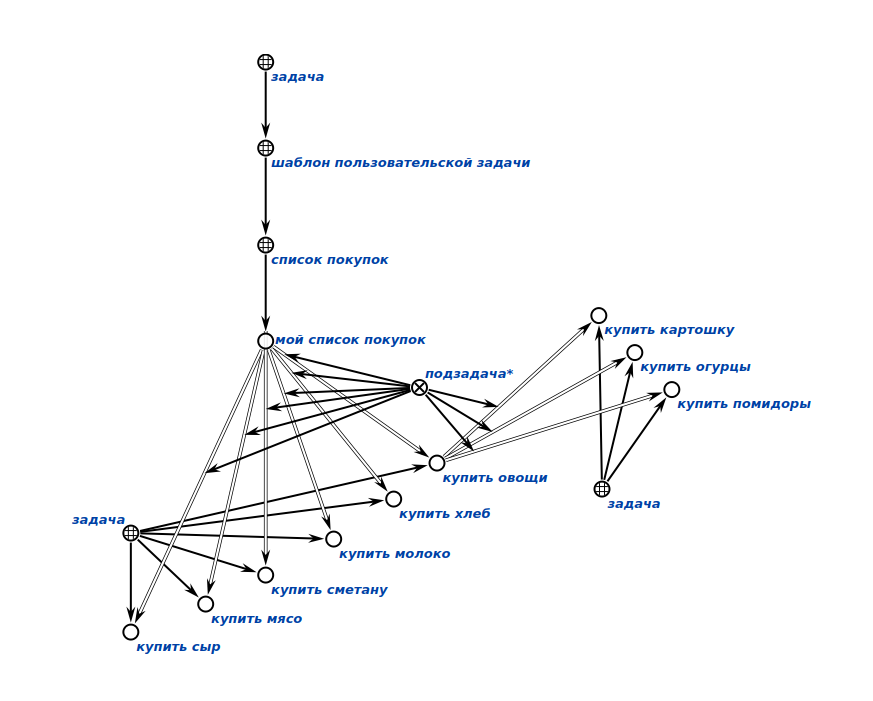 задача
шаблон пользовательской задачи
список покупок
купить картошку
мой список покупок
купить огурцы
подзадача*
купить помидоры
купить овощи
задача
купить хлеб
задача
купить молоко
купить сметану
купить мясо
купить сыр